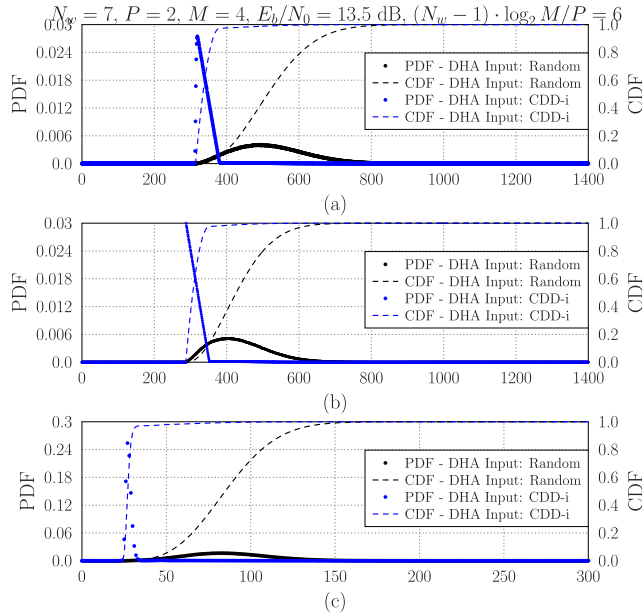 N_w = 7, P = 2, M = 4, E_b/N_0 = 13.5 dB, (N_w − 1) · log_2 M/P = 6
0.03 0.024 0.018 0.012 0.006 0.0
PDF
1.0 0.8 0.6 0.4 0.2 0.0
CDF
PDF - DHA Input: Random
CDF - DHA Input: Random
PDF - DHA Input: CDD-i
CDF - DHA Input: CDD-i
0 200 400 600 800 1000 1200 1400
(a)
0.03 0.024 0.018 0.012 0.006 0.0
PDF
1.0 0.8 0.6 0.4 0.2 0.0
CDF
PDF - DHA Input: Random
CDF - DHA Input: Random
PDF - DHA Input: CDD-i
CDF - DHA Input: CDD-i
0 200 400 600 800 1000 1200 1400
(b)
0.3 0.24 0.18 0.12 0.06 0.0
PDF
1.0 0.8 0.6 0.4 0.2 0.0
CDF
PDF - DHA Input: Random
CDF - DHA Input: Random
PDF - DHA Input: CDD-i
CDF - DHA Input: CDD-i
0 50 100 150 200 250 300
(c)